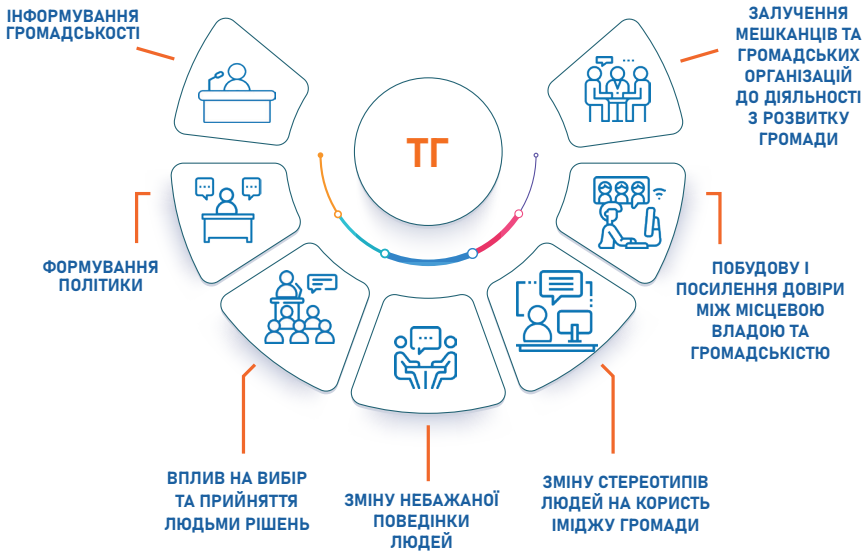 ІНФОРМУВАННЯ
ГРОМАДСЬКОСТІ
ЗАЛУЧЕННЯ
МЕШКАНЦІВ ТА
ГРОМАДСЬКИХ
ОРГАНІЗАЦІЙ
ДО ДІЯЛЬНОСТІ
З РОЗВИТКУ
ГРОМАДИ
ТГ
ФОРМУВАННЯ
ПОЛІТИКИ
ПОБУДОВУ І
ПОСИЛЕННЯ ДОВІРИ
МІЖ МІСЦЕВОЮ
ВЛАДОЮ ТА
ГРОМАДСЬКІСТЮ
ВПЛИВ НА ВИБІР
ТА ПРИЙНЯТТЯ
ЛЮДЬМИ РІШЕНЬ
ЗМІНУ НЕБАЖАНОЇ
ПОВЕДІНКИ
ЛЮДЕЙ
ЗМІНУ СТЕРЕОТИПІВ
ЛЮДЕЙ НА КОРИСТЬ
ІМІДЖУ ГРОМАДИ